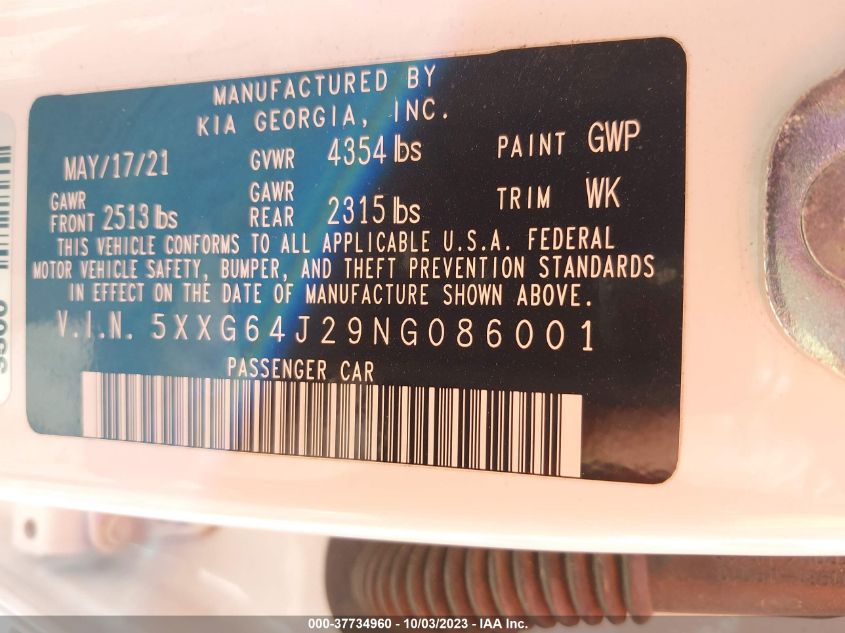 MANUFACTURED BY
KIA GEORGIA, INC.
MAY/17/21 GVWR 4354 lbs PAINT GWP
GAWR FRONT 2513 lbs GAWR REAR 2315 lbs TRIM WK
THIS VEHICLE CONFORMS TO ALL APPLICABLE U.S.A. FEDERAL
MOTOR VEHICLE SAFETY, BUMPER, AND THEFT PREVENTION STANDARDS
IN EFFECT ON THE DATE OF MANUFACTURE SHOWN ABOVE.
V.I.N. 5XXG64J29NG086001
PASSENGER CAR
000-37734960 - 10/03/2023 - IAA Inc.